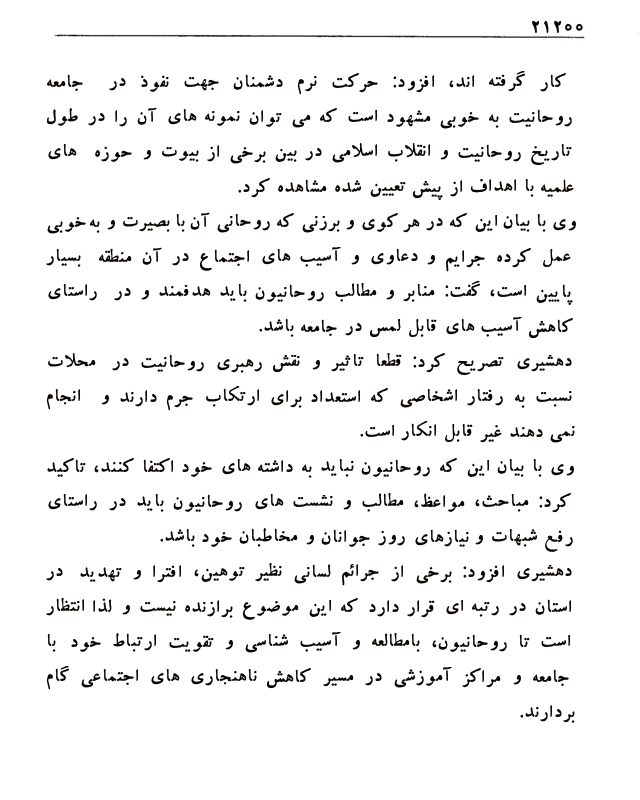 ۲۱۲۰۰
کار گرفته اند، افزود: حرکت نرم دشمنان جهت نفوذ در جامعه
روحانیت به خوبی مشهود است که می توان نمونه های آن را در طول
تاریخ روحانیت و انقلاب اسلامی در بین برخی از بیوت و حوزه های
علمیه با اهداف از پیش تعیین شده مشاهده کرد.
وی با بیان این که در هر کوی و برزنی که روحانی آن با بصیرت و به خوبی
عمل کرده جرایم و دعاوی و آسیب های اجتماع در آن منطقه بسیار
پایین است، گفت: منابر و مطالب روحانیون باید هدفمند و در راستای
کاهش آسیب های قابل لمس در جامعه باشد.
دهشیری تصریح کرد: قطعا تاثیر و نقش رهبری روحانیت در محلات
نسبت به رفتار اشخاصی که استعداد برای ارتکاب جرم دارند و انجام
نمی دهند غیر قابل انکار است.
وی با بیان این که روحانیون نباید به داشته های خود اکتفا کنند، تاکید
کرد: مباحث، مواعظ، مطالب و نشست های روحانیون باید در راستای
رفع شبهات و نیازهای روز جوانان و مخاطبان خود باشد.
دهشیری افزود: برخی از جرائم لسانی نظیر توهین، افترا و تهدید در
استان در رتبه ای قرار دارد که این موضوع برازنده نیست و لذا انتظار
است تا روحانیون، بامطالعه و آسیب شناسی و تقویت ارتباط خود با
جامعه و مراکز آموزشی در مسیر کاهش ناهنجاری های اجتماعی گام
بردارند.